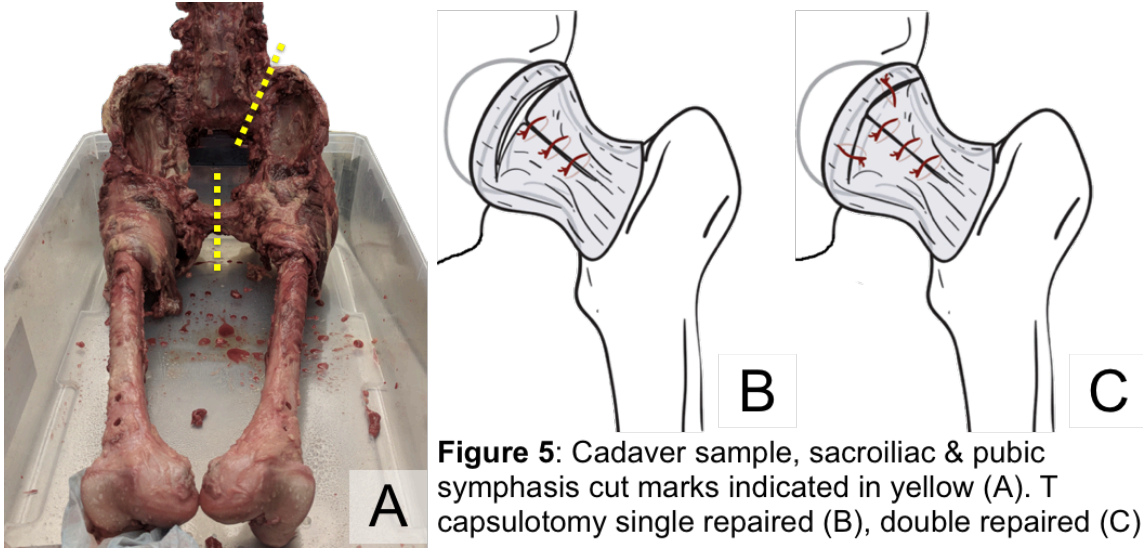 A
B
C
Figure 5: Cadaver sample, sacroiliac & pubic
symphasis cut marks indicated in yellow (A). T
capsulotomy single repaired (B), double repaired (C)